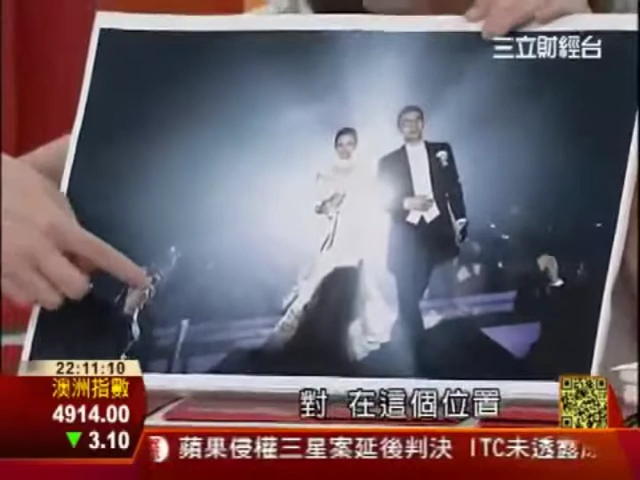 三立財經台
22:11:10
澳洲指數
4914.00
▼ 3.10
對 在這個位置
蘋果侵權三星案延後判決 ITC未透露